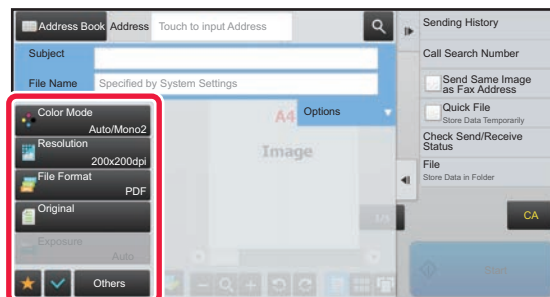 Address Book Address Touch to input Address
Subject
File Name Specified by System Settings
Color Mode
Auto/Mono2
Resolution
200x200dpi
File Format
PDF
Original
Exposure
Auto
Others
Options
A4
Image
1/1
Sending History
Call Search Number
Send Same Image
as Fax Address
Quick File
Store Data Temporarily
Check Send/Receive
Status
File
Store Data in Folder
CA
Start